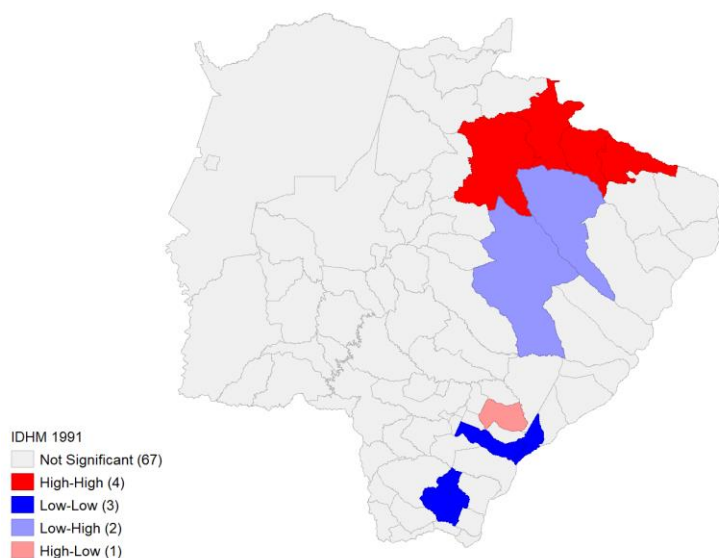 IDHM 1991
Not Significant (67)
High-High (4)
Low-Low (3)
Low-High (2)
High-Low (1)